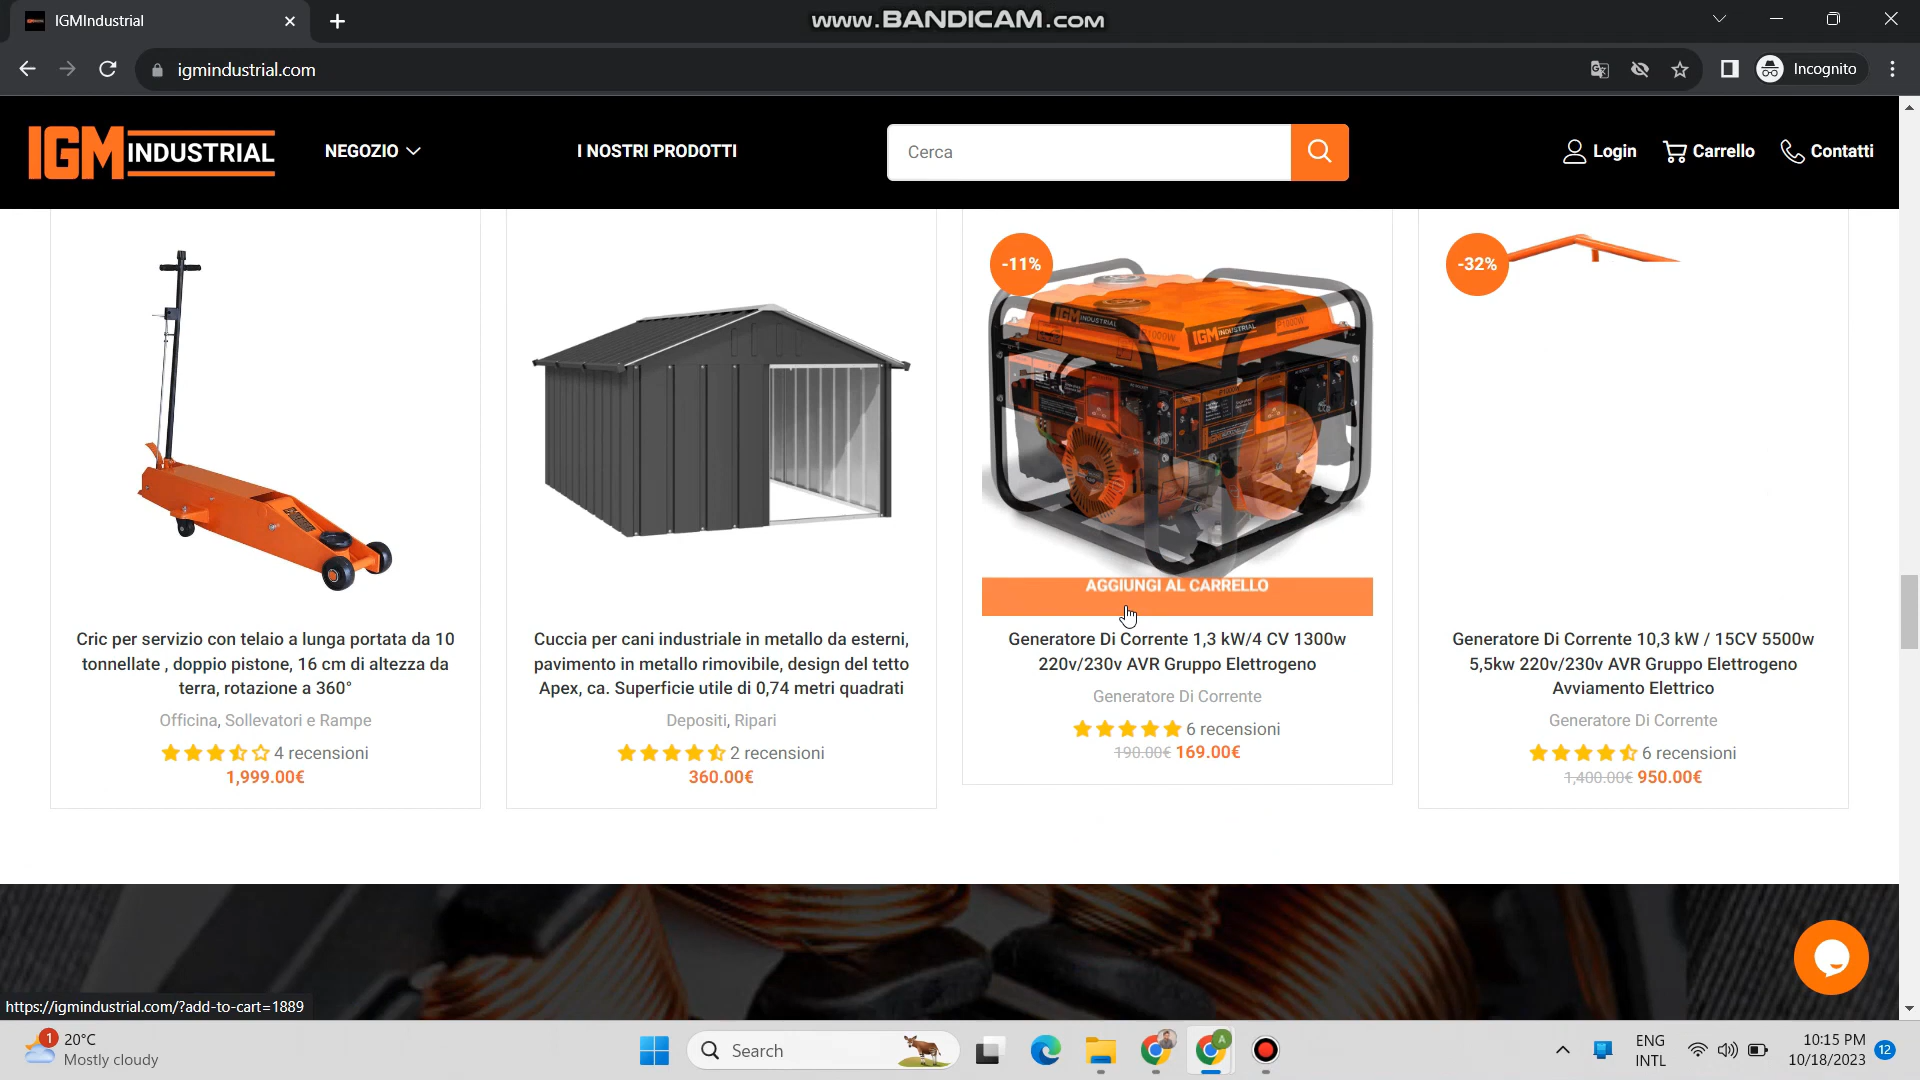 IGMIndustrial
www.BANDICAM.com
igmindustrial.com
Incognito
IGM INDUSTRIAL
NEGOZIO
I NOSTRI PRODOTTI
Cerca
Login
Carrello
Contatti
-11%
-32%
IGM INDUSTRIAL
AGGIUNGI AL CARRELLO
Cric per servizio con telaio a lunga portata da 10
tonnellate , doppio pistone, 16 cm di altezza da
terra, rotazione a 360°
Officina, Sollevatori e Rampe
4 recensioni
1,999.00€
Cuccia per cani industriale in metallo da esterni,
pavimento in metallo rimovibile, design del tetto
Apex, ca. Superficie utile di 0,74 metri quadrati
Depositi, Ripari
2 recensioni
360.00€
Generatore Di Corrente 1,3 kW/4 CV 1300w
220v/230v AVR Gruppo Elettrogeno
Generatore Di Corrente
6 recensioni
190.00€ 169.00€
Generatore Di Corrente 10,3 kW / 15CV 5500w
5,5kw 220v/230v AVR Gruppo Elettrogeno
Avviamento Elettrico
Generatore Di Corrente
6 recensioni
1,400.00€ 950.00€
https://igmindustrial.com/?add-to-cart=1889
1
20°C
Mostly cloudy
Search
A
ENG
INTL
10:15 PM
10/18/2023
12